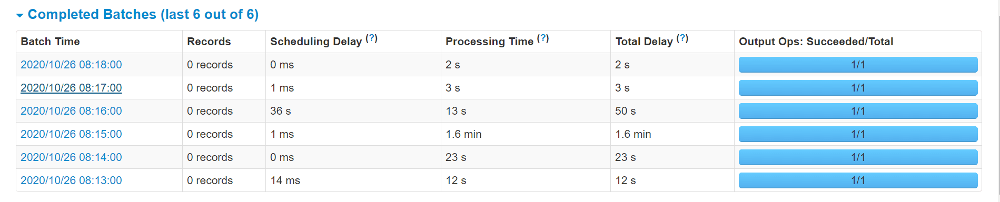 Completed Batches (last 6 out of 6)
Batch Time Records Scheduling Delay (?) Processing Time (?) Total Delay (?) Output Ops: Succeeded/Total
2020/10/26 08:18:00 0 records 0 ms 2 s 2 s 1/1
2020/10/26 08:17:00 0 records 1 ms 3 s 3 s 1/1
2020/10/26 08:16:00 0 records 36 s 13 s 50 s 1/1
2020/10/26 08:15:00 0 records 1 ms 1.6 min 1.6 min 1/1
2020/10/26 08:14:00 0 records 0 ms 23 s 23 s 1/1
2020/10/26 08:13:00 0 records 14 ms 12 s 12 s 1/1